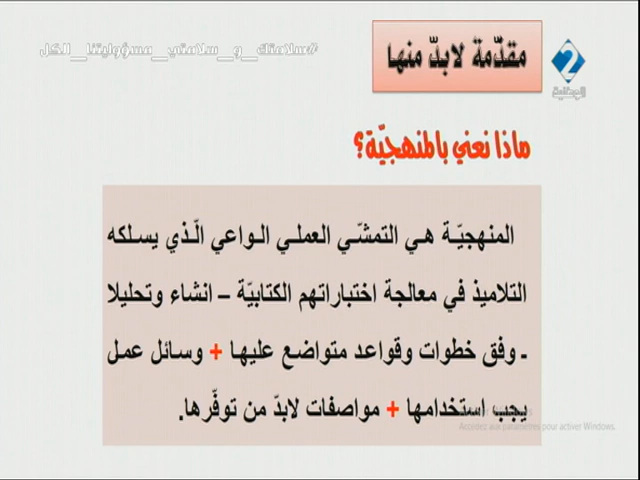 #سلامتك_و_سلامتي_مسؤوليتنا_الكل
مقدّمة لابدّ منها
2
الوطنية
ماذا نعني بالمنهجيّة؟
المنهجيّة هي التمشّي العملي الواعي الّذي يسلكه
التلاميذ في معالجة اختباراتهم الكتابيّة – انشاء وتحليلا
- وفق خطوات وقواعد متواضع عليها + وسائل عمل
يجب استخدامها + مواصفات لابدّ من توفّرها.
Accédez aux paramètres pour activer Windows.